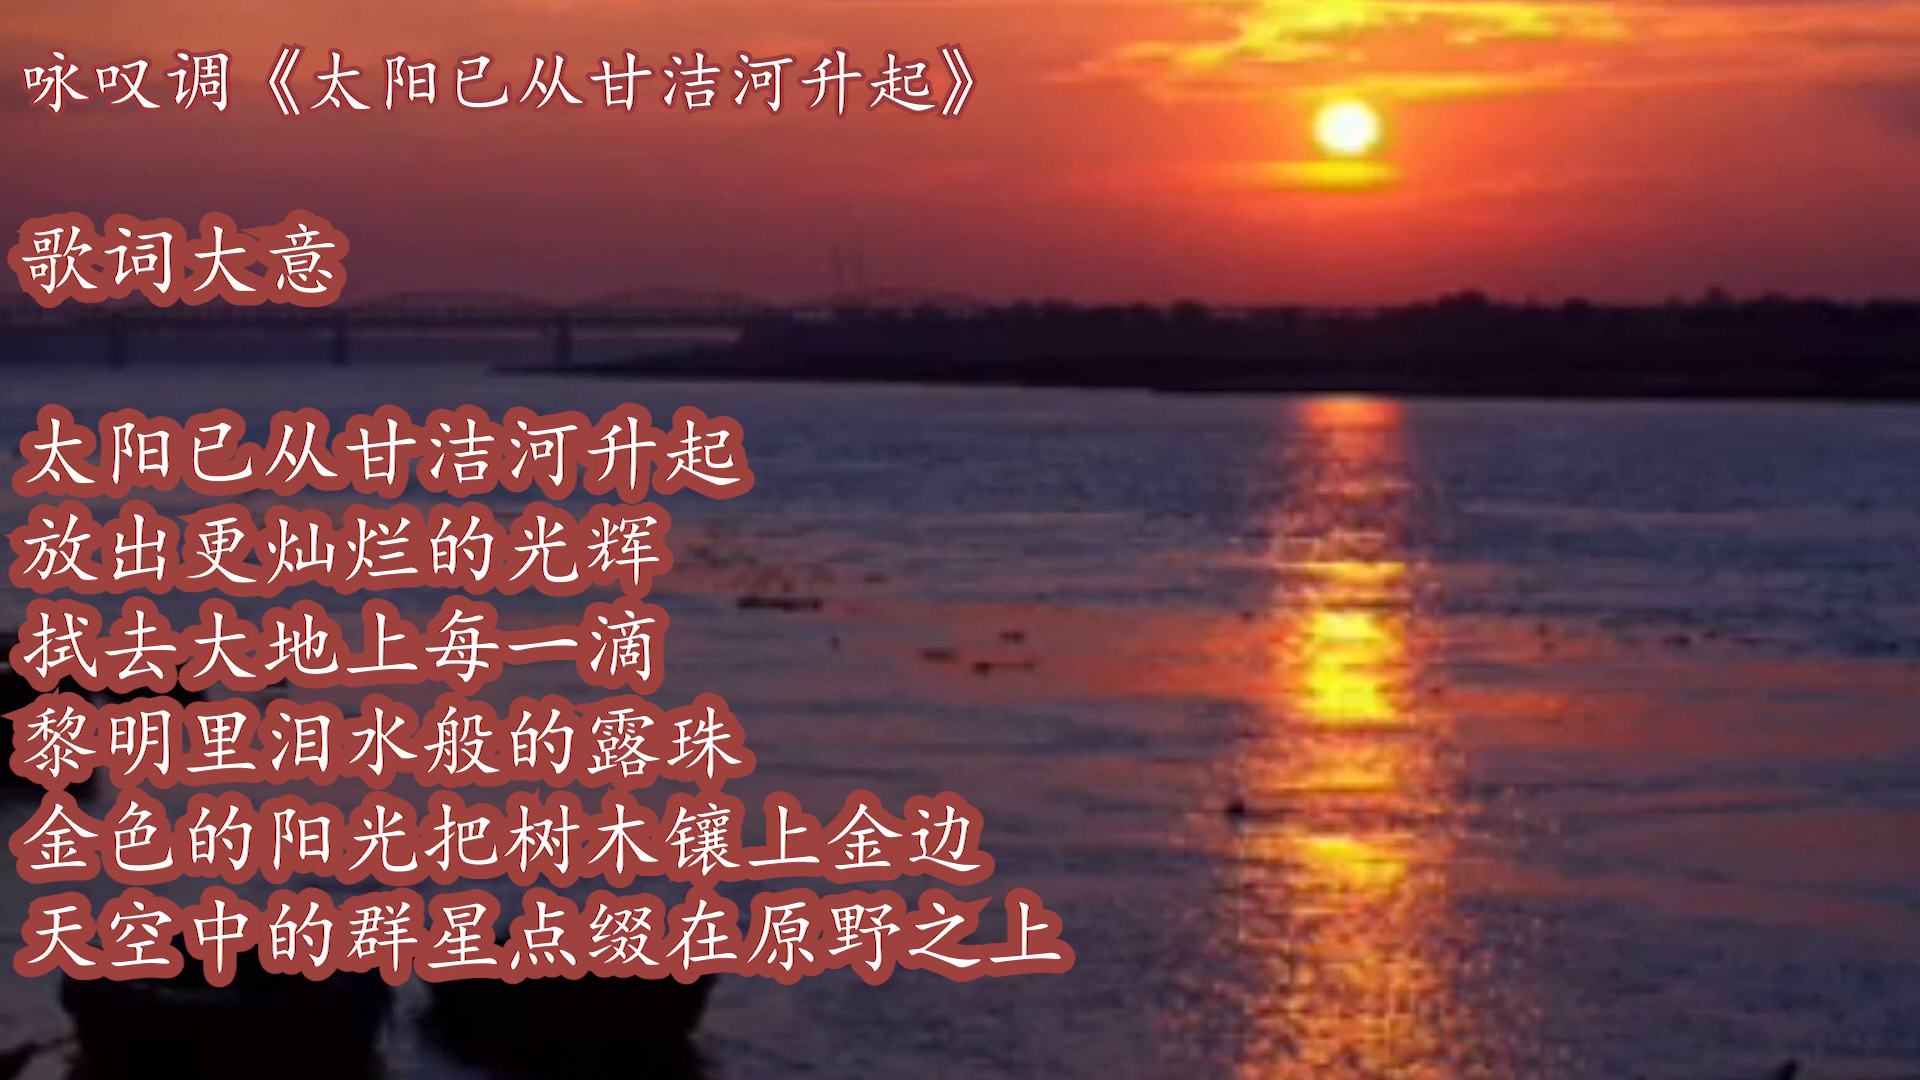 咏叹调《太阳已从甘洁河升起》
歌词大意
太阳已从甘洁河升起
放出更灿烂的光辉
拭去大地上每一滴
黎明里泪水般的露珠
金色的阳光把树木镶上金边
天空中的群星点缀在原野之上